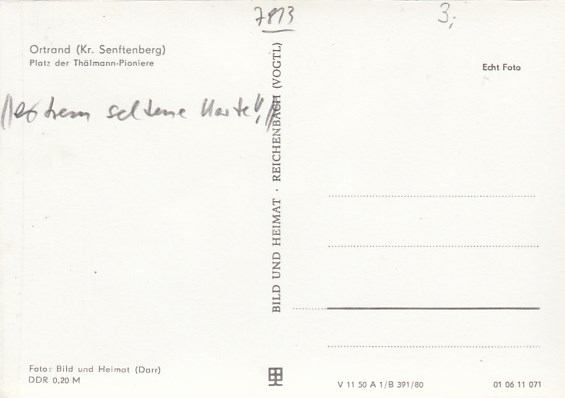 7813
3,
Ortrand (Kr. Senftenberg)
Platz der Thälmann-Pioniere
Echt Foto
//extrem seltene Karte!//
BILD UND HEIMAT · REICHENBACH (VOGTL)
Foto: Bild und Heimat (Darr)
DDR 0,20 M
V 11 50 A 1/B 391/80
01 06 11 071